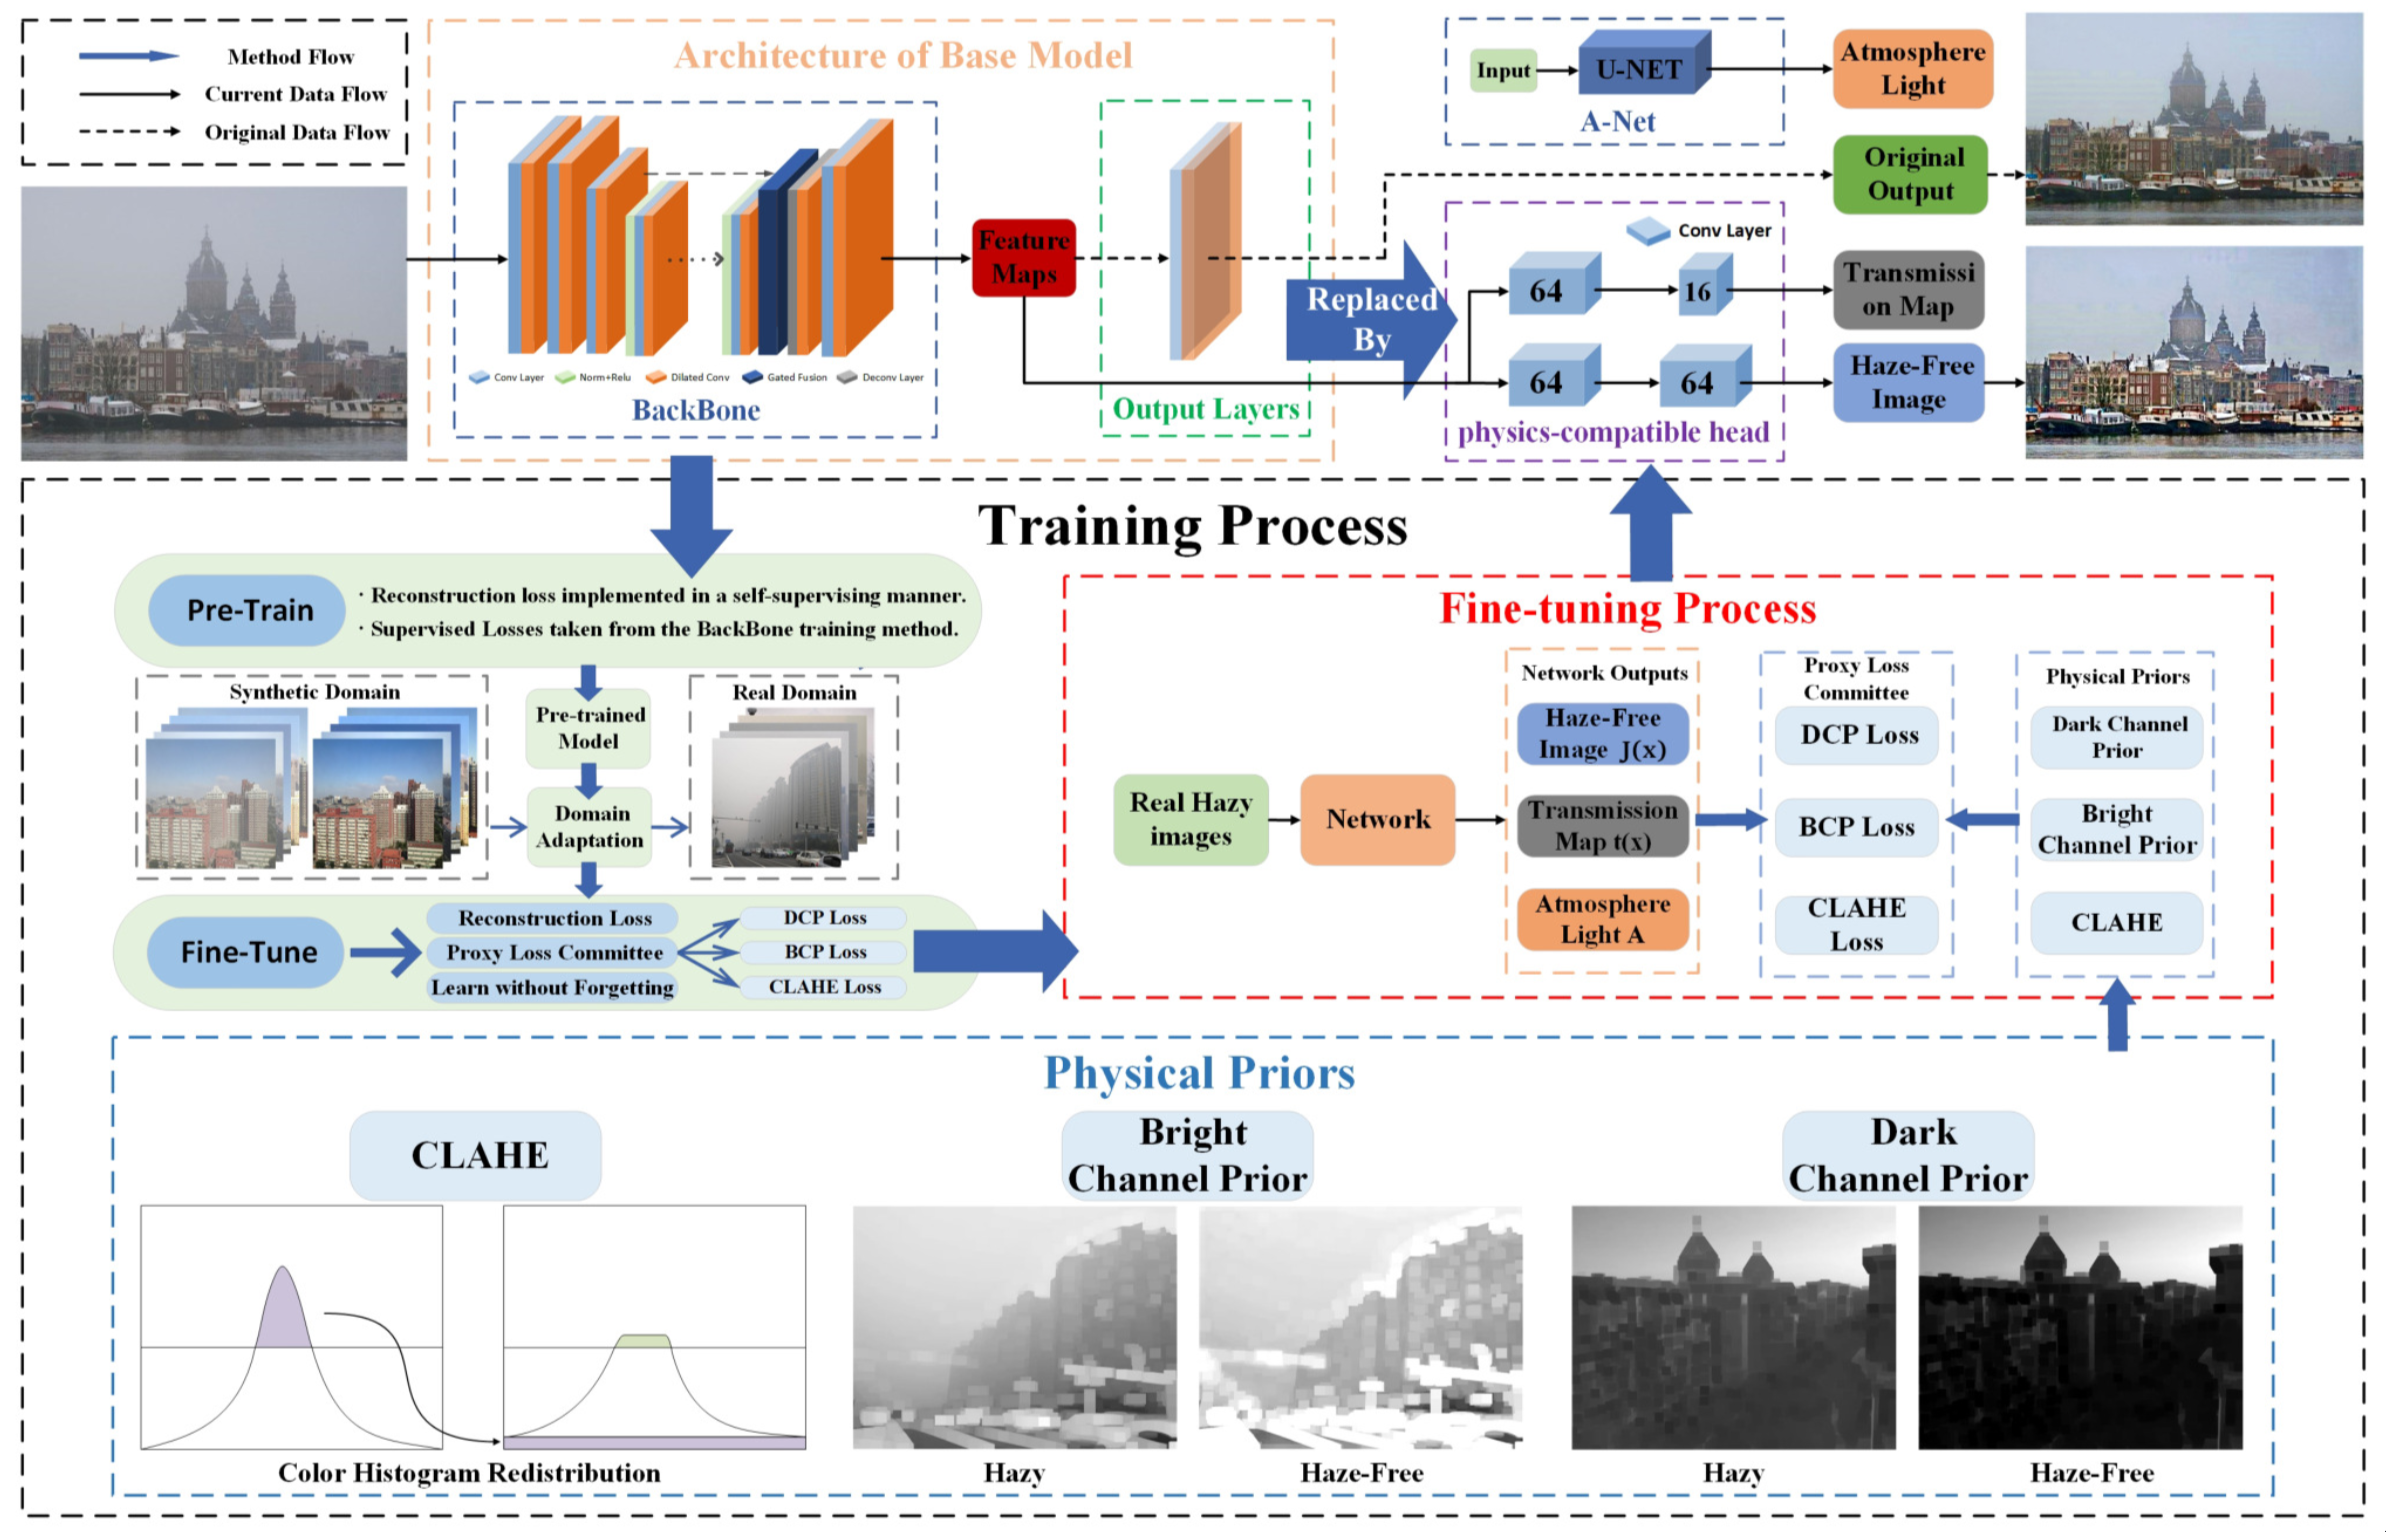 Method Flow
Current Data Flow
Original Data Flow
Architecture of Base Model
Conv Layer
Norm+Relu
Dilated Conv
Gated Fusion
Deconv Layer
BackBone
Feature
Maps
Output Layers
Replaced
By
Input
U-NET
A-Net
Conv Layer
64
16
64
64
physics-compatible head
Atmosphere
Light
Original
Output
Transmissi
on Map
Haze-Free
Image
Training Process
Pre-Train
· Reconstruction loss implemented in a self-supervising manner.
· Supervised Losses taken from the BackBone training method.
Synthetic Domain
Pre-trained
Model
Domain
Adaptation
Real Domain
Fine-Tune
Reconstruction Loss
Proxy Loss Committee
Learn without Forgetting
DCP Loss
BCP Loss
CLAHE Loss
Fine-tuning Process
Real Hazy
images
Network
Network Outputs
Haze-Free
Image J(x)
Transmission
Map t(x)
Atmosphere
Light A
Proxy Loss
Committee
DCP Loss
BCP Loss
CLAHE
Loss
Physical Priors
Dark Channel
Prior
Bright
Channel Prior
CLAHE
Physical Priors
CLAHE
Color Histogram Redistribution
Bright
Channel Prior
Hazy
Haze-Free
Dark
Channel Prior
Hazy
Haze-Free